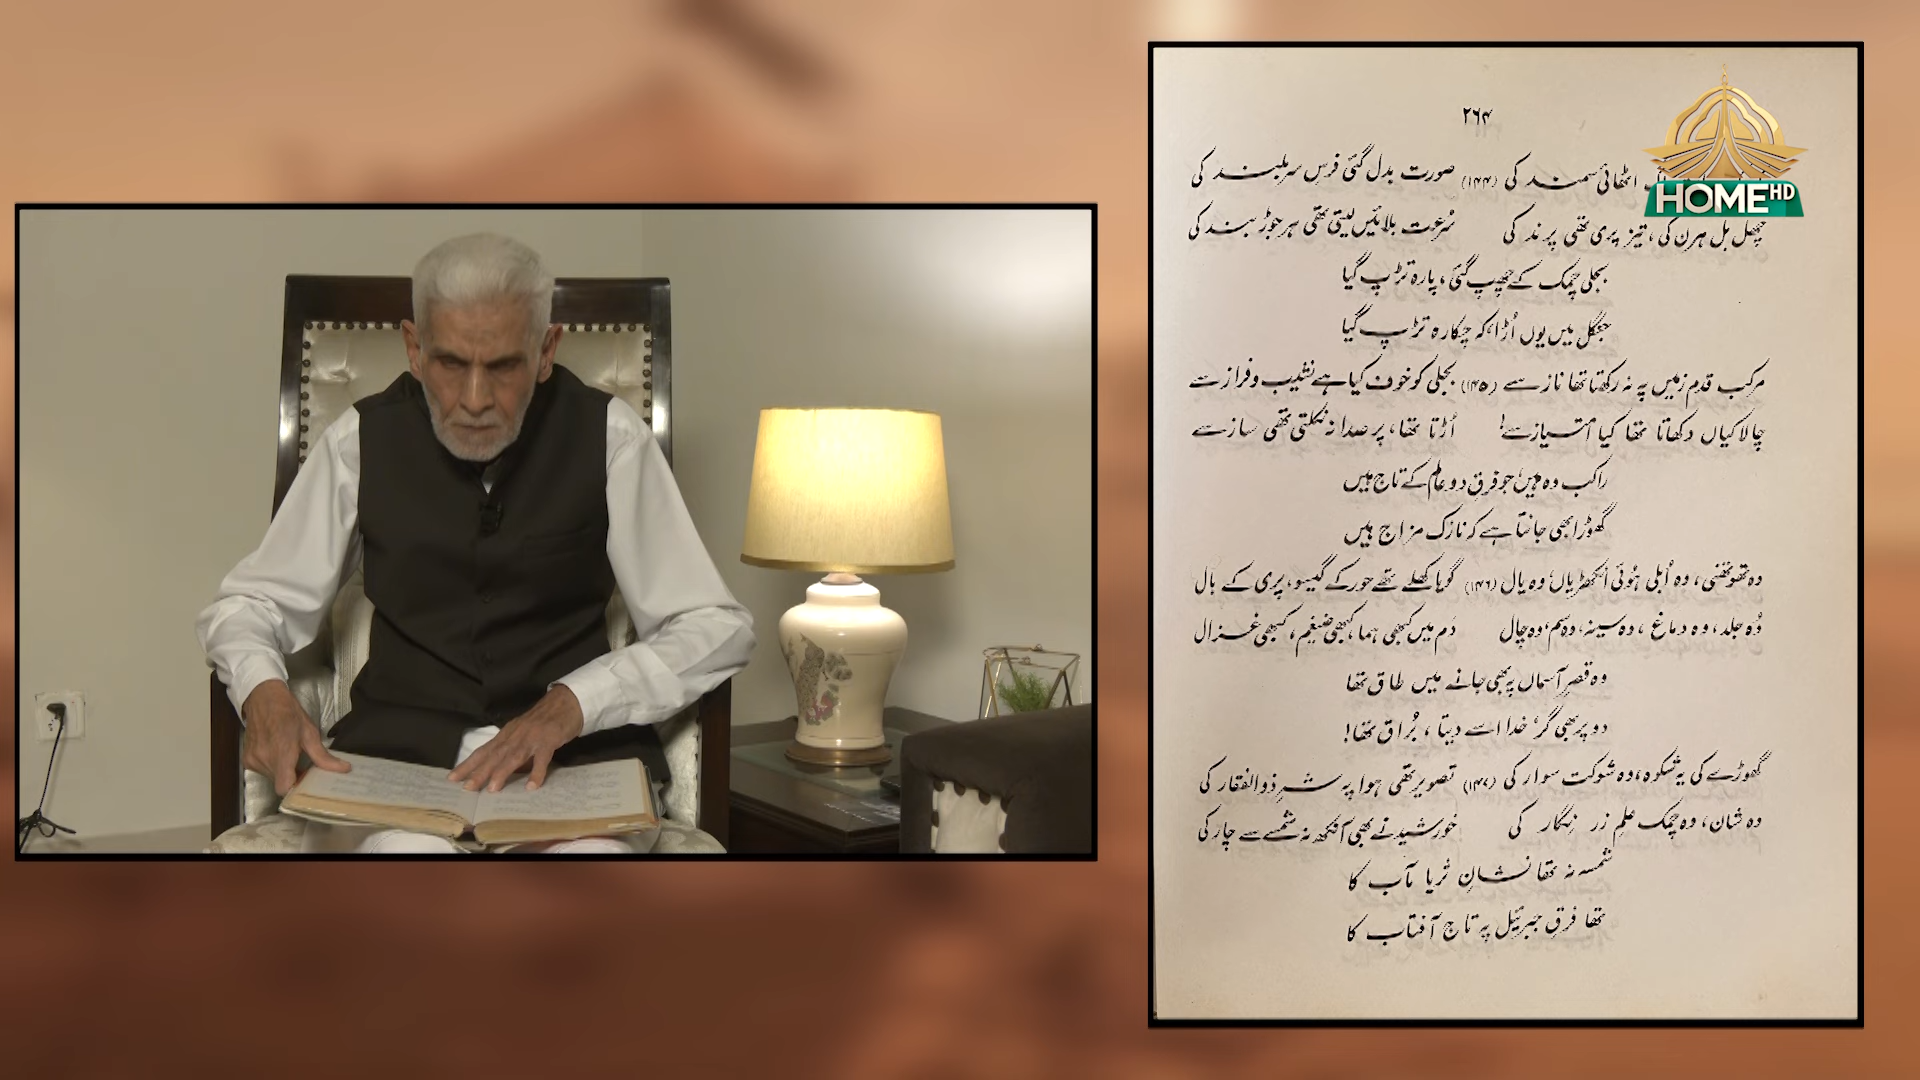 HOME HD
۲۶۴
اٹھائی سمند کی (۱۴۴) صورت بدل گئی فرسِ سربلند کی
چھل بل ہرن کی، تیز پری تھی پرند کی سُرعت بلائیں لیتی تھی ہر جوڑ بند کی
بجلی چمک کے چھپ گئی، پارہ تڑپ گیا
جنگل میں یوں اُڑا، کہ چکارہ تڑپ گیا
مرکب قدم زمیں پہ نہ رکھتا تھا ناز سے (۱۴۵) بجلی کو خوف کیا ہے نشیب و فراز سے
چالاکیاں دکھاتا تھا کیا امتیاز سے! اُڑتا تھا، پر صدا نہ نکلتی تھی ساز سے
راکب وہ ہیں جو فرقِ دو عالم کے تاج ہیں
گھوڑا بھی جانتا ہے کہ نازک مزاج ہیں
وہ تھوتھنی، وہ اُبلی ہوئی انکھڑیاں وہ یال (۱۴۶) گویا کھلے تھے حور کے گیسو، پری کے بال
وُہ جلد، وہ دماغ، وہ سینہ، وہ سم، وہ چال دَم میں کبھی ہما، کبھی ضیغم، کبھی غزال
وہ قصرِ آسماں پہ بھی جانے میں طاق تھا
دو پر بھی گر خدا اسے دیتا، بُراق تھا!
گھوڑے کی یہ شکوہ، وہ شوکت سوار کی (۱۴۷) تصویر تھی ہوا پہ شہِ ذوالفقار کی
وہ شان، وہ چمک علمِ زر نگار کی خورشید نے بھی آنکھ نہ شمسے سے چار کی
شمسہ نہ تھا نشانِ ثریا مآب کا
تھا فرقِ جبرئیل پہ تاج آفتاب کا